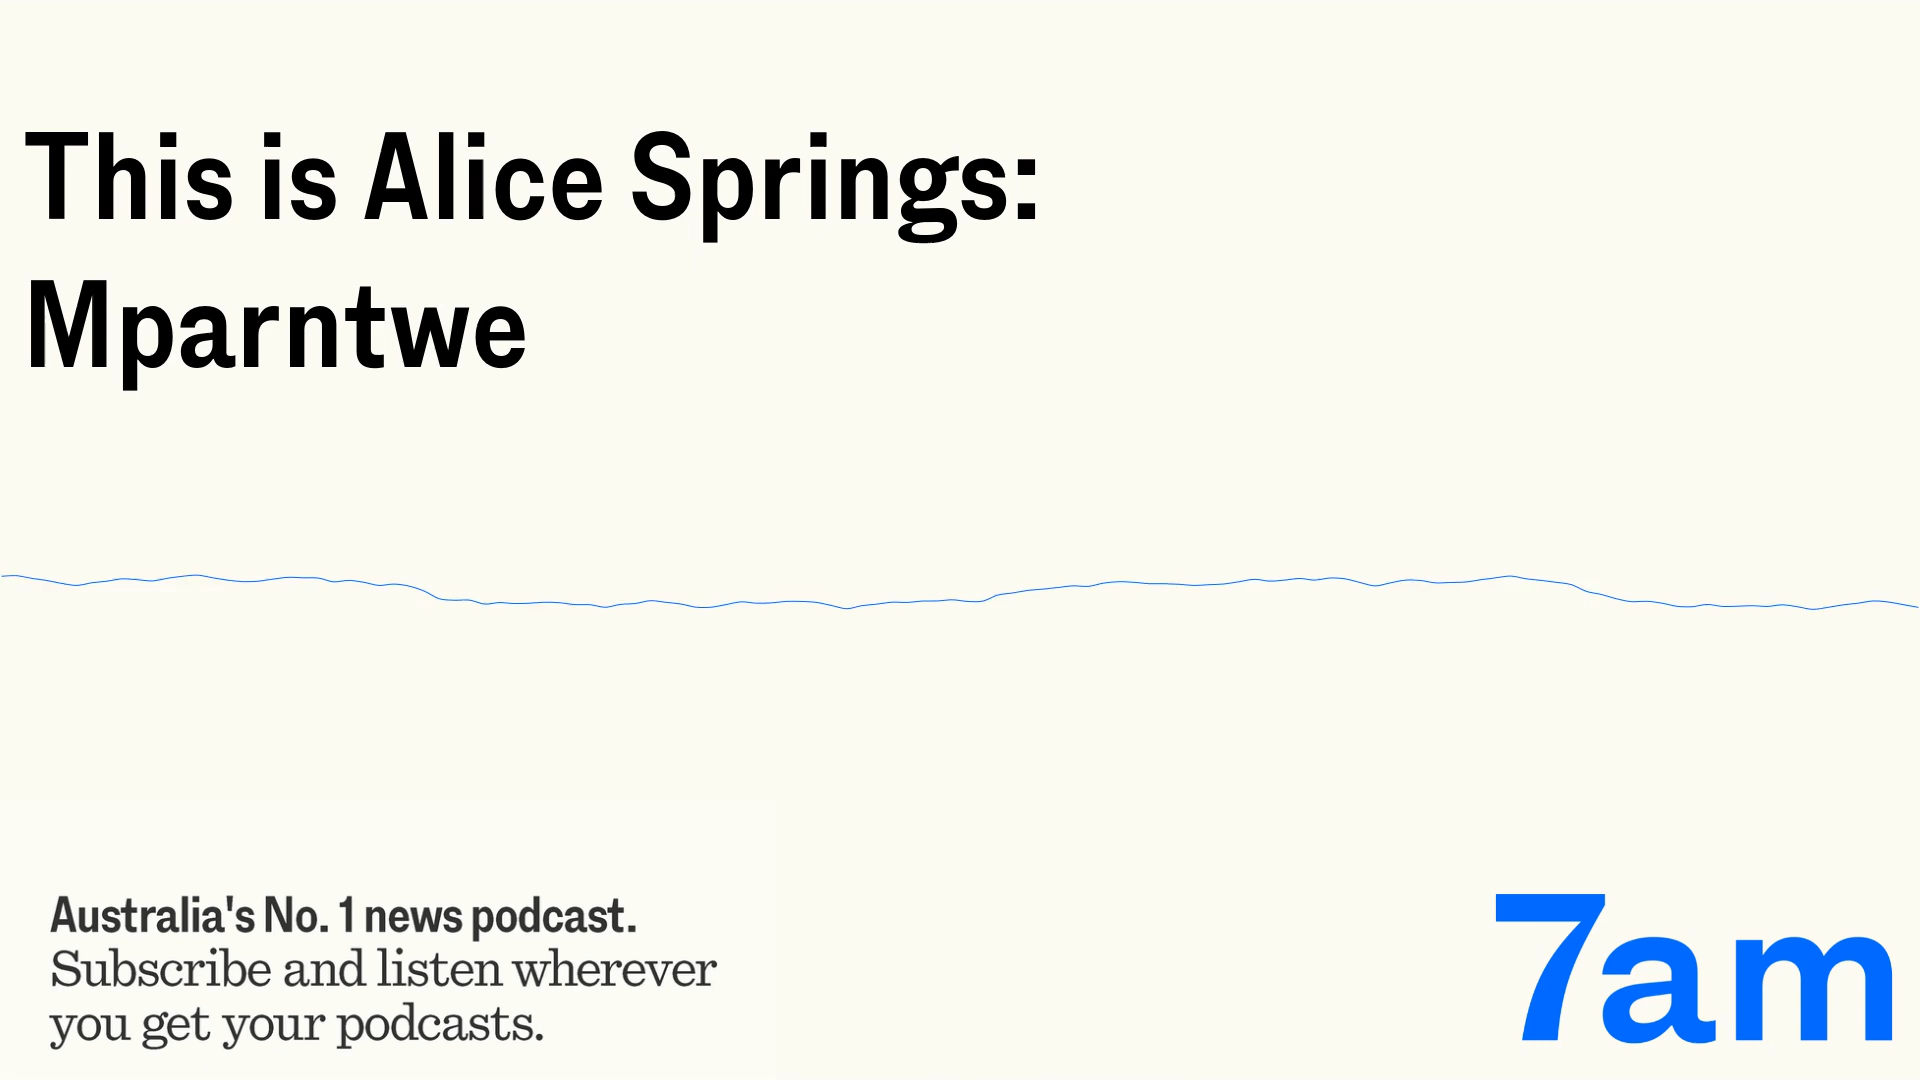 This is Alice Springs:
Mparntwe
Australia's No. 1 news podcast.
Subscribe and listen wherever
you get your podcasts.
7am